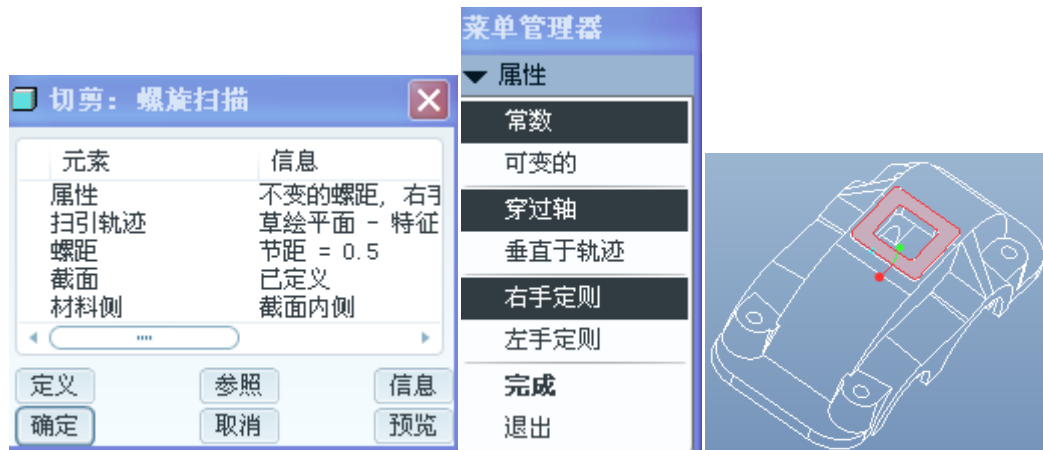 切剪：螺旋扫描
元素 信息
属性 不变的螺距，右手
扫引轨迹 草绘平面 - 特征
螺距 节距 = 0.5
截面 已定义
材料侧 截面内侧
定义 参照 信息
确定 取消 预览
菜单管理器
属性
常数
可变的
穿过轴
垂直于轨迹
右手定则
左手定则
完成
退出